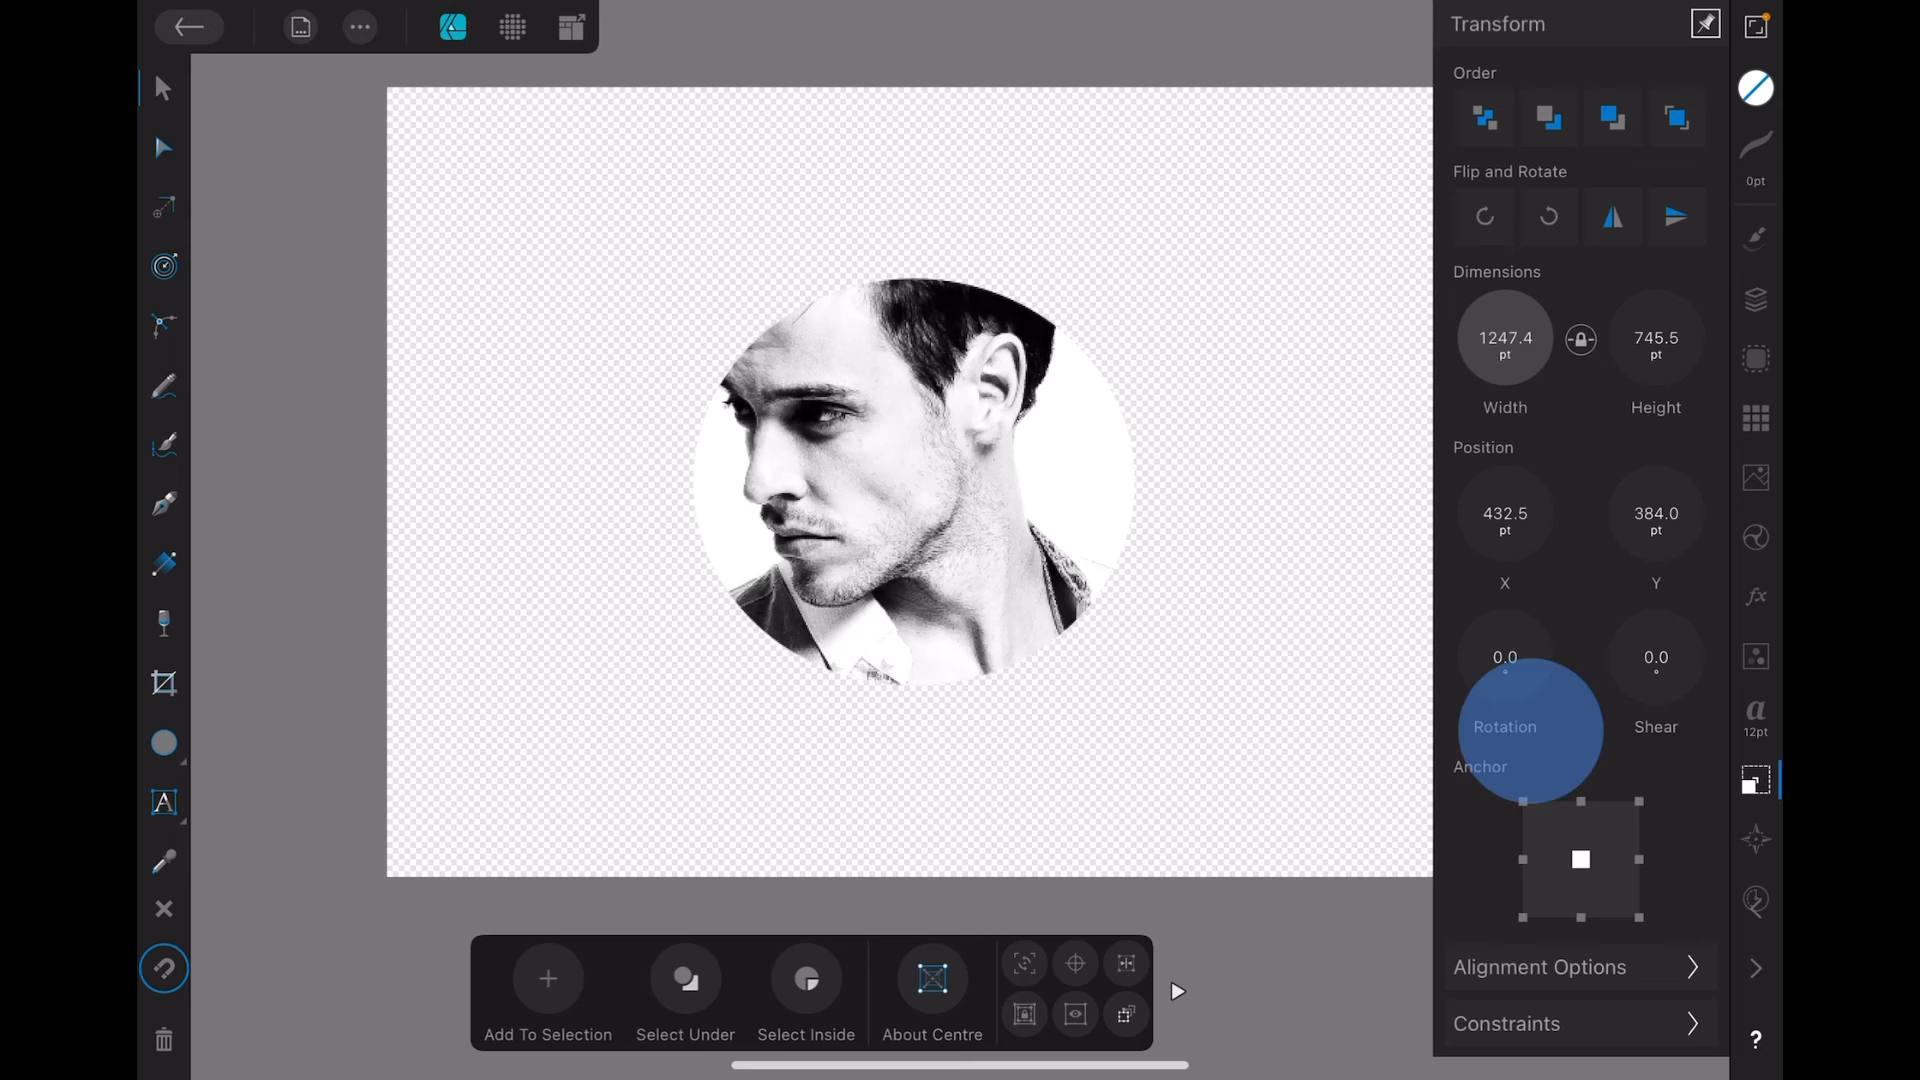 Transform
Order
Flip and Rotate
0pt
Dimensions
1247.4
pt
745.5
pt
Width
Height
Position
432.5
pt
384.0
pt
X
Y
fx
0.0
°
0.0
°
Rotation
Shear
a
12pt
Anchor
A
Alignment Options
Constraints
Add To Selection
Select Under
Select Inside
About Centre
?